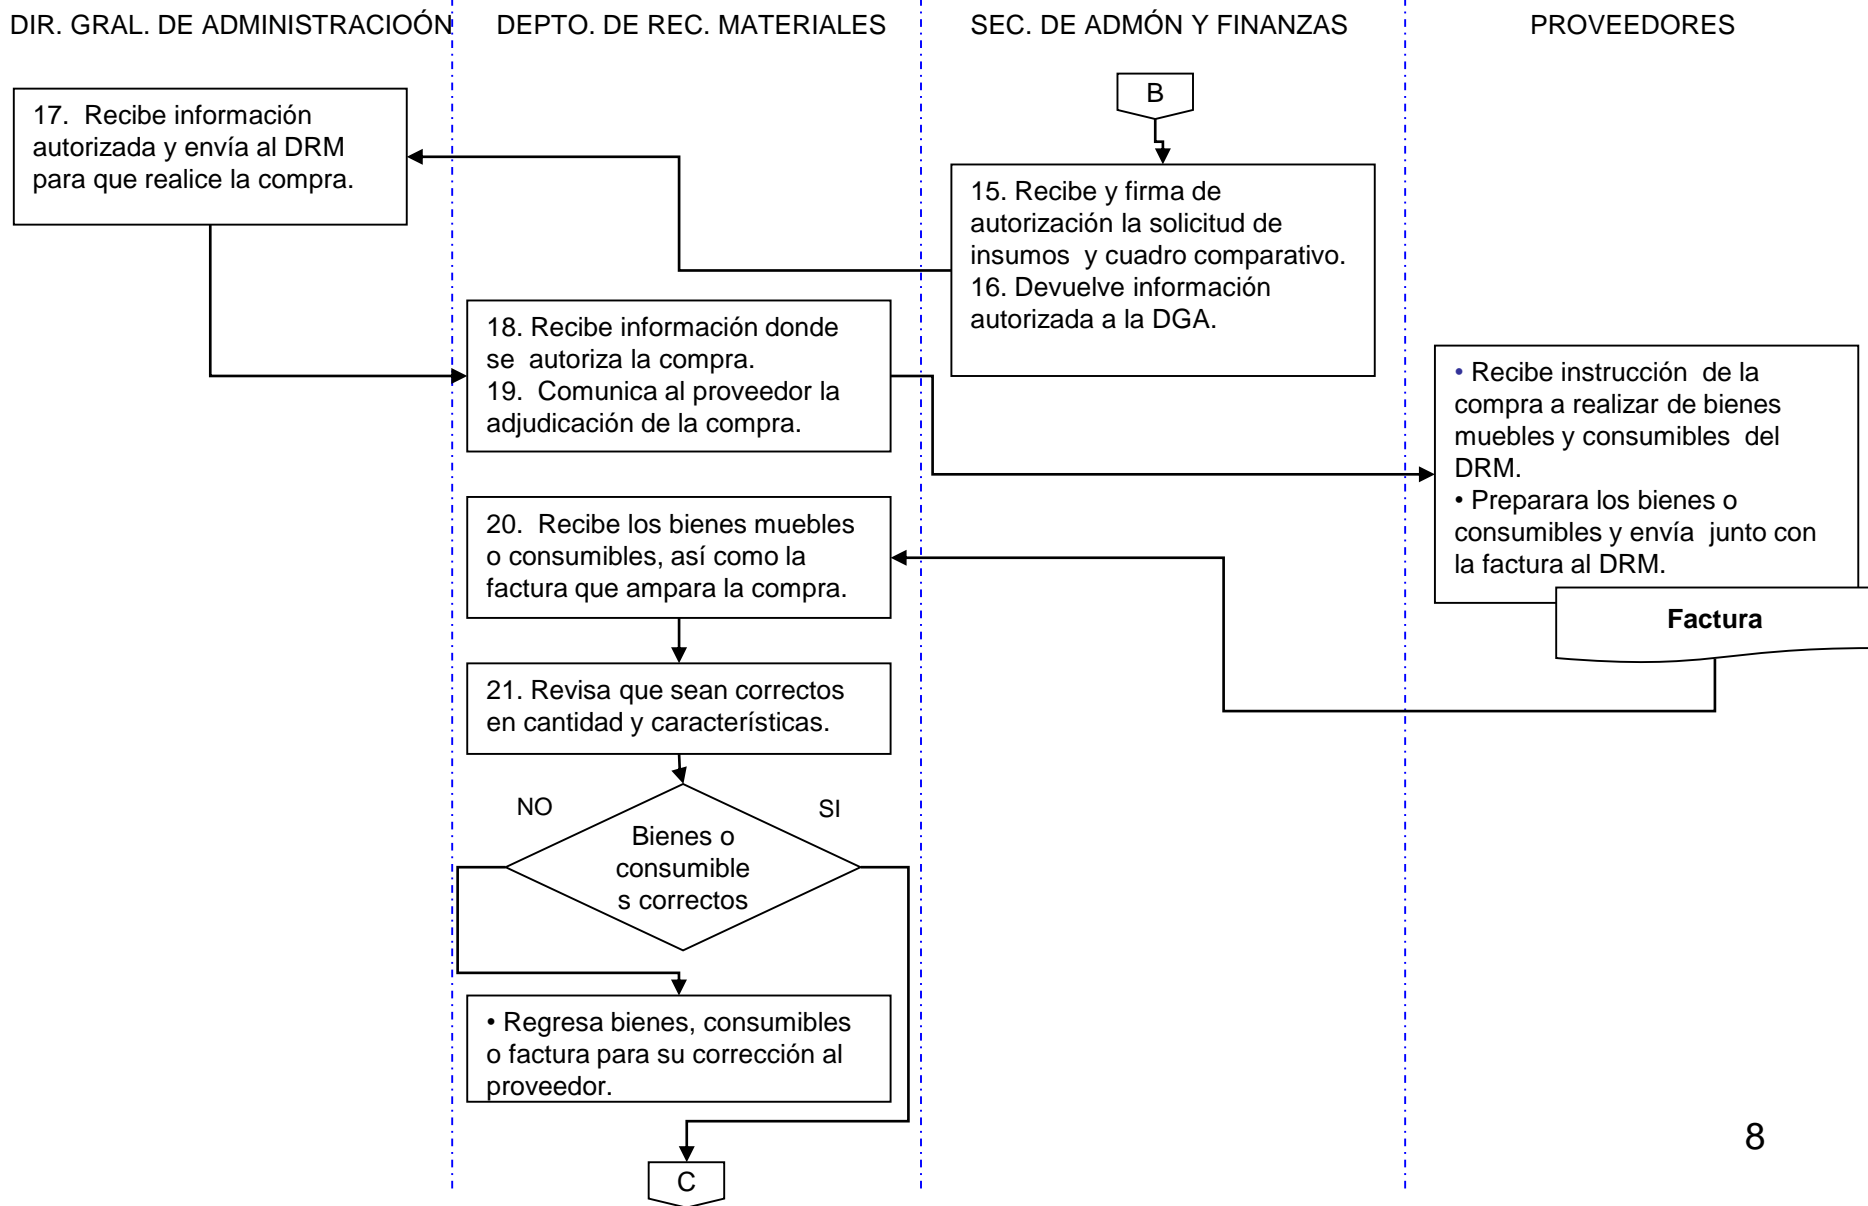 DIR. GRAL. DE ADMINISTRACIOÓN
DEPTO. DE REC. MATERIALES
SEC. DE ADMÓN Y FINANZAS
PROVEEDORES
B
15. Recibe y firma de
autorización la solicitud de
insumos  y cuadro comparativo.
16. Devuelve información
autorizada a la DGA.
17.  Recibe información
autorizada y envía al DRM
para que realice la compra.
18. Recibe información donde
se  autoriza la compra.
19.  Comunica al proveedor la
adjudicación de la compra.
• Recibe instrucción  de la
compra a realizar de bienes
muebles y consumibles  del
DRM.
• Preparara los bienes o
consumibles y envía  junto con
la factura al DRM.
Factura
20.  Recibe los bienes muebles
o consumibles, así como la
factura que ampara la compra.
21. Revisa que sean correctos
en cantidad y características.
NO
SI
Bienes o
consumible
s correctos
• Regresa bienes, consumibles
o factura para su corrección al
proveedor.
C
8